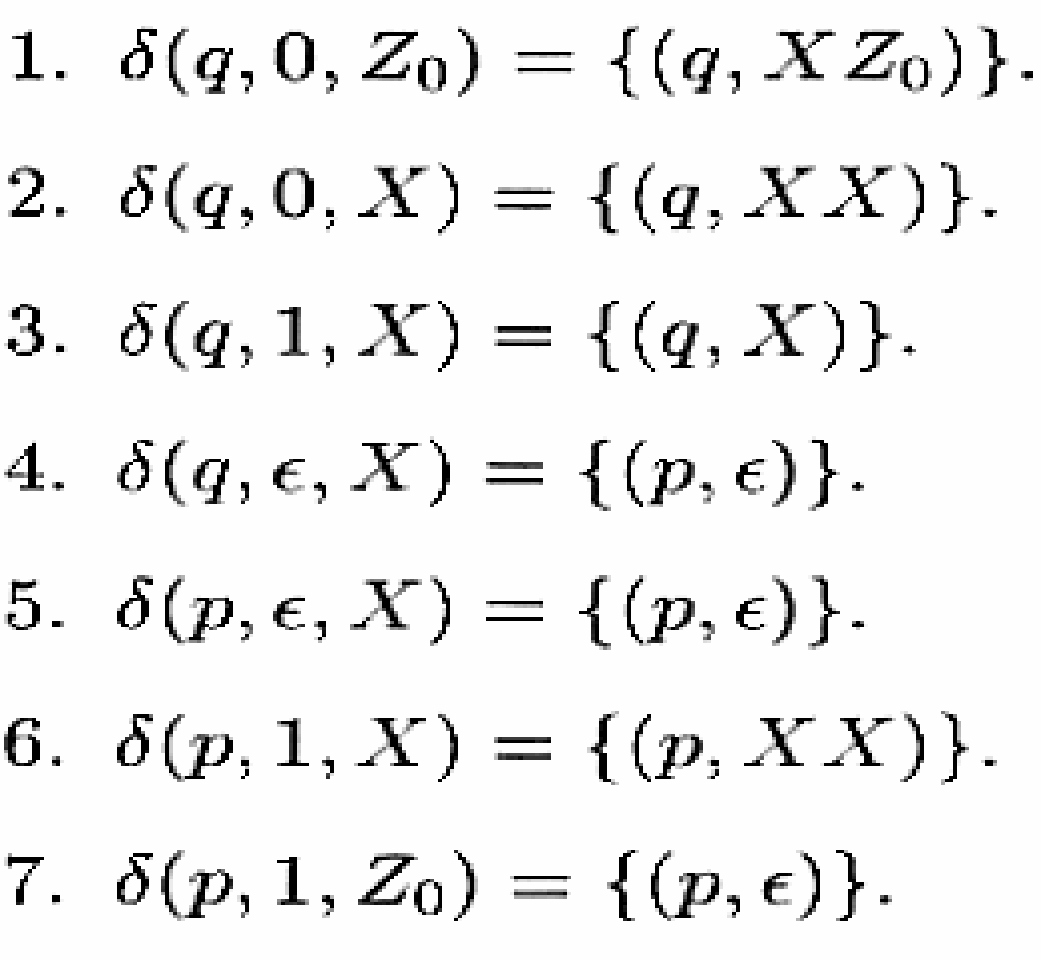 1. δ(q, 0, Z₀) = {(q, XZ₀)}.
2. δ(q, 0, X) = {(q, XX)}.
3. δ(q, 1, X) = {(q, X)}.
4. δ(q, ϵ, X) = {(p, ϵ)}.
5. δ(p, ϵ, X) = {(p, ϵ)}.
6. δ(p, 1, X) = {(p, XX)}.
7. δ(p, 1, Z₀) = {(p, ϵ)}.